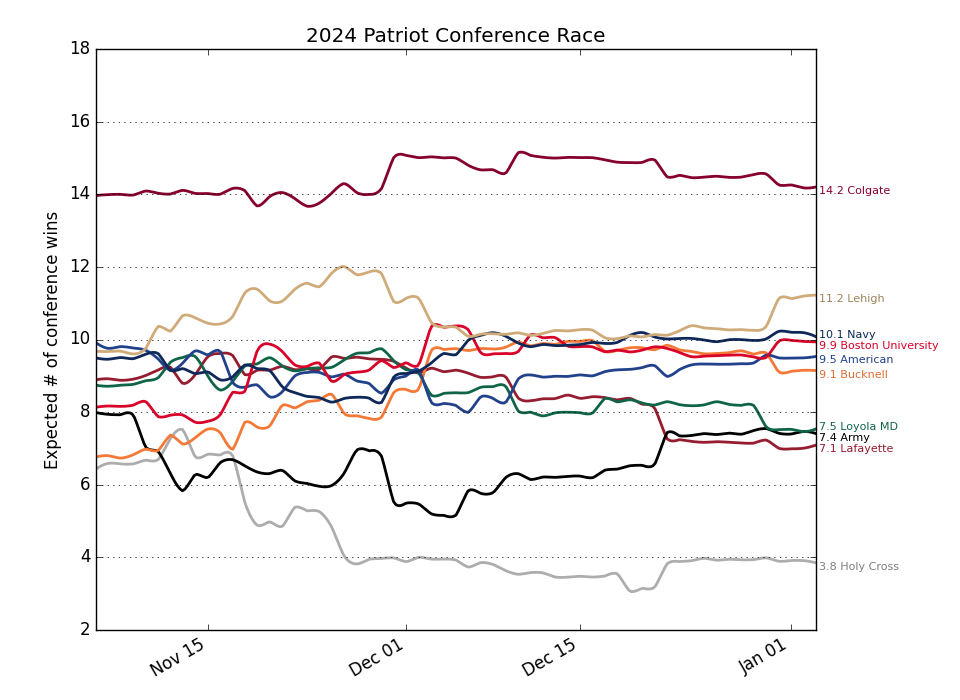 2024 Patriot Conference Race
Expected # of conference wins
18
16
14
12
10
8
6
4
2
14.2 Colgate
11.2 Lehigh
10.1 Navy
9.9 Boston University
9.5 American
9.1 Bucknell
7.5 Loyola MD
7.4 Army
7.1 Lafayette
3.8 Holy Cross
Nov 15
Dec 01
Dec 15
Jan 01